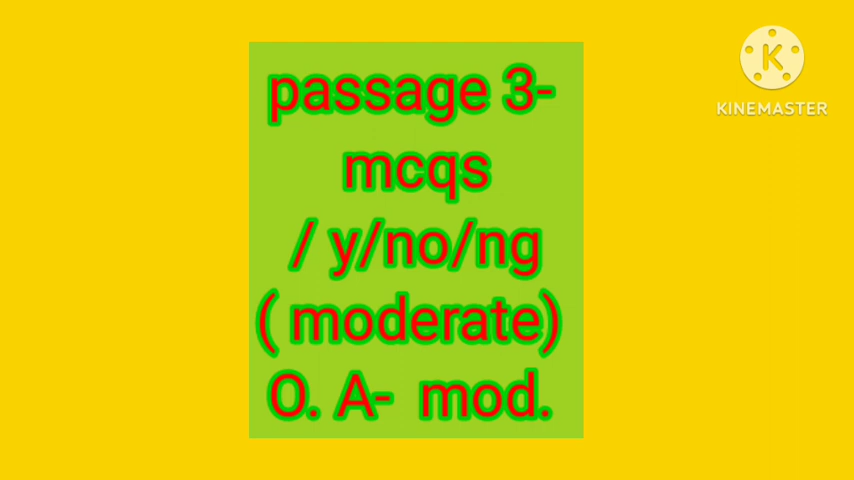 passage 3-
mcqs
/ y/no/ng
( moderate)
O. A- mod.
KINEMASTER